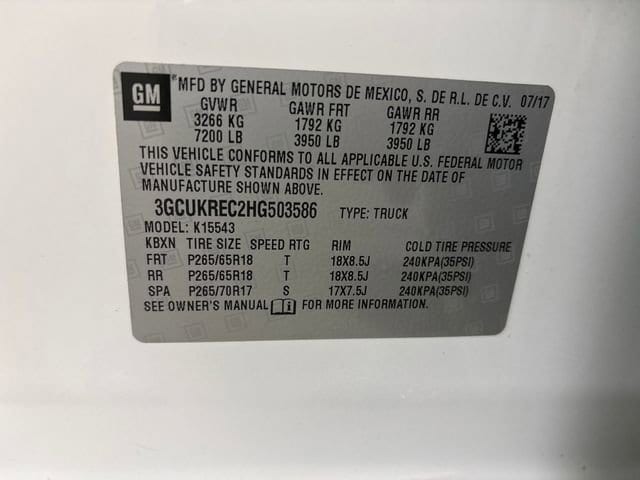 GM ®MFD BY GENERAL MOTORS DE MEXICO, S. DE R.L. DE C.V. 07/17
GVWR GAWR FRT GAWR RR
3266 KG 1792 KG 1792 KG
7200 LB 3950 LB 3950 LB
THIS VEHICLE CONFORMS TO ALL APPLICABLE U.S. FEDERAL MOTOR
VEHICLE SAFETY STANDARDS IN EFFECT ON THE DATE OF
MANUFACTURE SHOWN ABOVE.
3GCUKREC2HG503586 TYPE: TRUCK
MODEL: K15543
KBXN TIRE SIZE SPEED RTG RIM COLD TIRE PRESSURE
FRT P265/65R18 T 18X8.5J 240KPA(35PSI)
RR P265/65R18 T 18X8.5J 240KPA(35PSI)
SPA P265/70R17 S 17X7.5J 240KPA(35PSI)
SEE OWNER'S MANUAL FOR MORE INFORMATION.